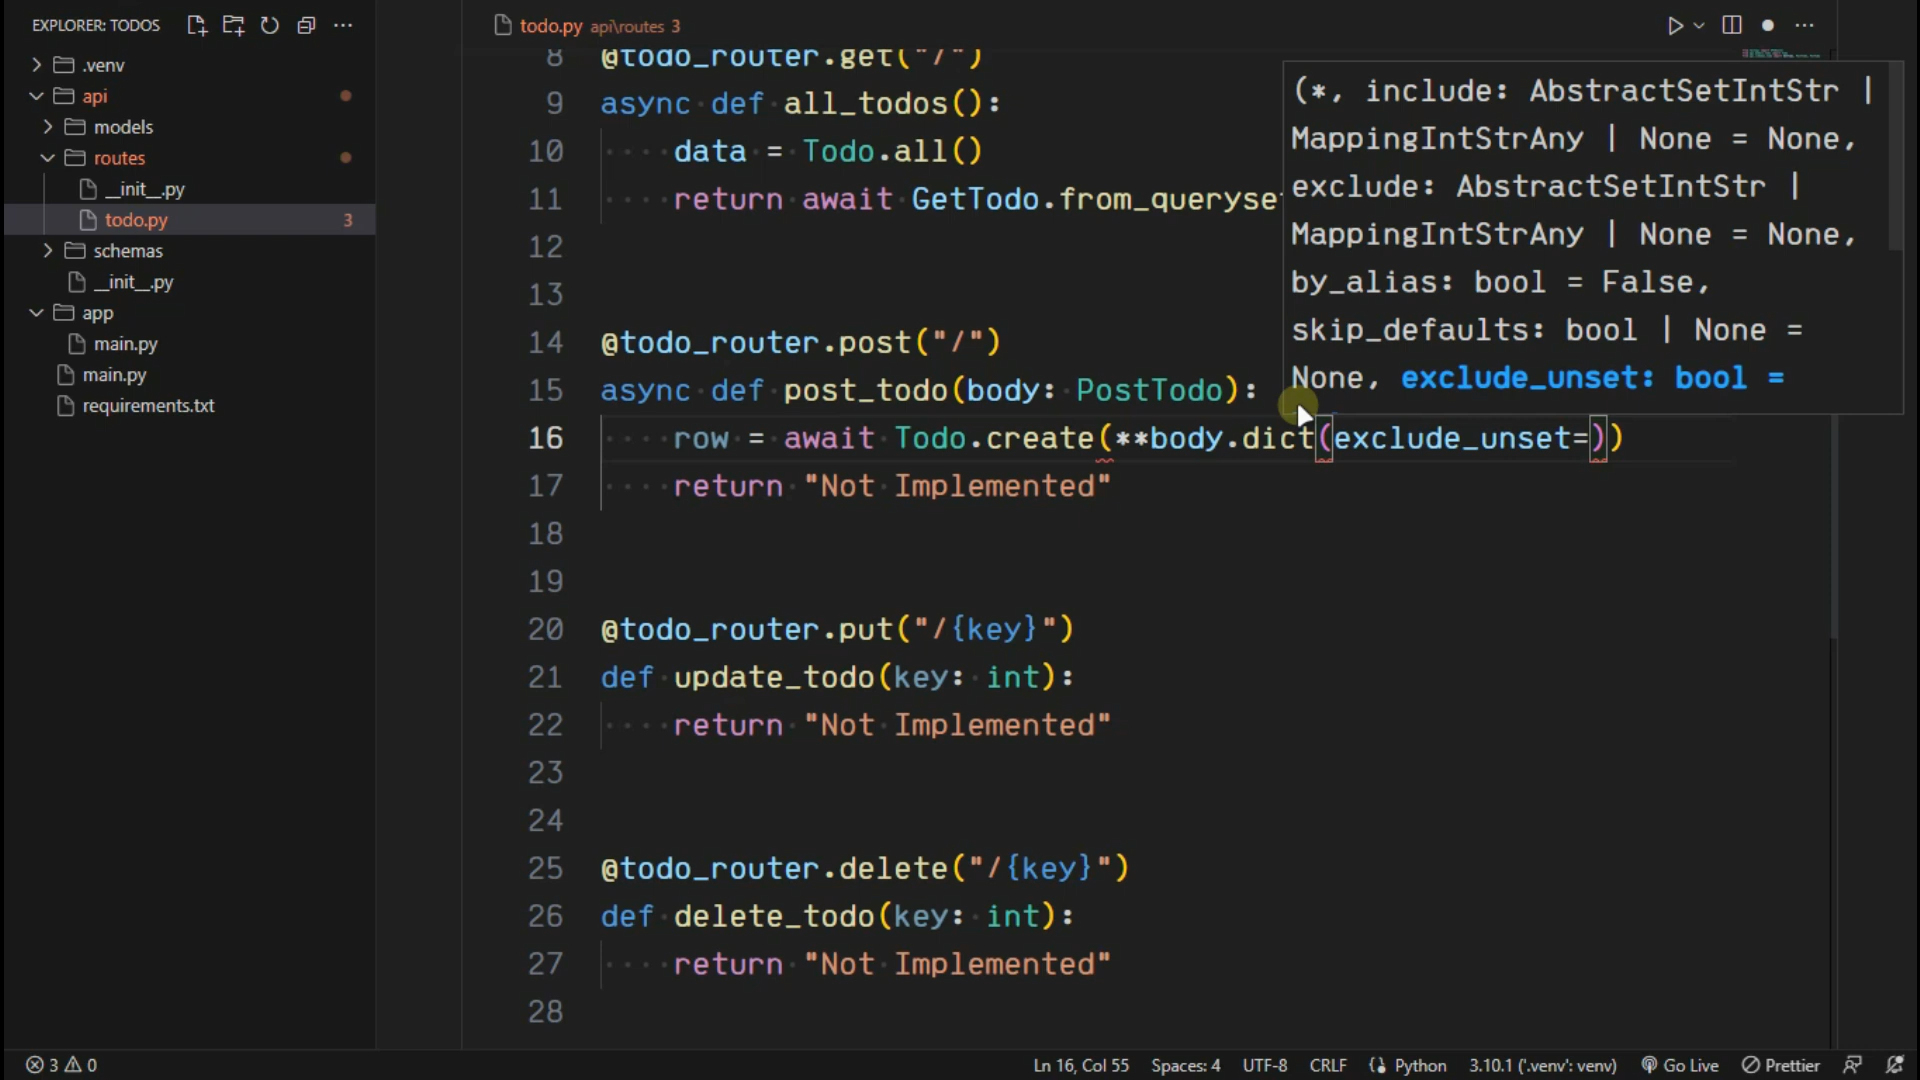 EXPLORER: TODOS
.venv
api
models
routes
__init__.py
todo.py 3
schemas
__init__.py
app
main.py
main.py
requirements.txt
todo.py api\routes 3
8 @todo_router.get("/")
9 async def all_todos():
10 data = Todo.all()
11 return await GetTodo.from_queryse
12
13
14 @todo_router.post("/")
15 async def post_todo(body: PostTodo):
16 row = await Todo.create(**body.dict(exclude_unset=))
17 return "Not Implemented"
18
19
20 @todo_router.put("/{key}")
21 def update_todo(key: int):
22 return "Not Implemented"
23
24
25 @todo_router.delete("/{key}")
26 def delete_todo(key: int):
27 return "Not Implemented"
28
(*, include: AbstractSetIntStr |
MappingIntStrAny | None = None,
exclude: AbstractSetIntStr |
MappingIntStrAny | None = None,
by_alias: bool = False,
skip_defaults: bool | None =
None, exclude_unset: bool =
3 0
Ln 16, Col 55 Spaces: 4 UTF-8 CRLF Python 3.10.1 ('.venv': venv) Go Live Prettier